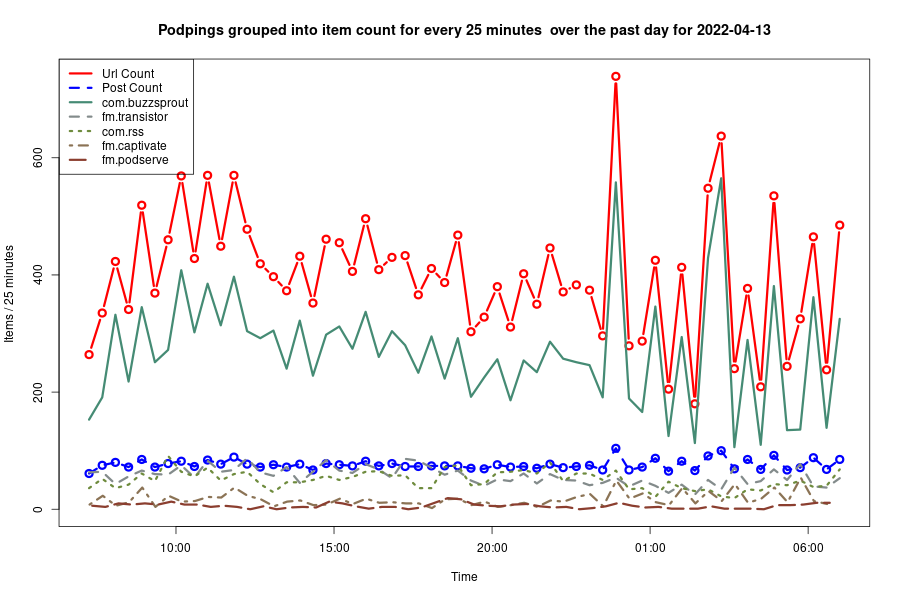 Podpings grouped into item count for every 25 minutes  over the past day for 2022-04-13
Url Count
Post Count
com.buzzsprout
fm.transistor
com.rss
fm.captivate
fm.podserve
600
400
200
0
Items / 25 minutes
10:00 15:00 20:00 01:00 06:00
Time